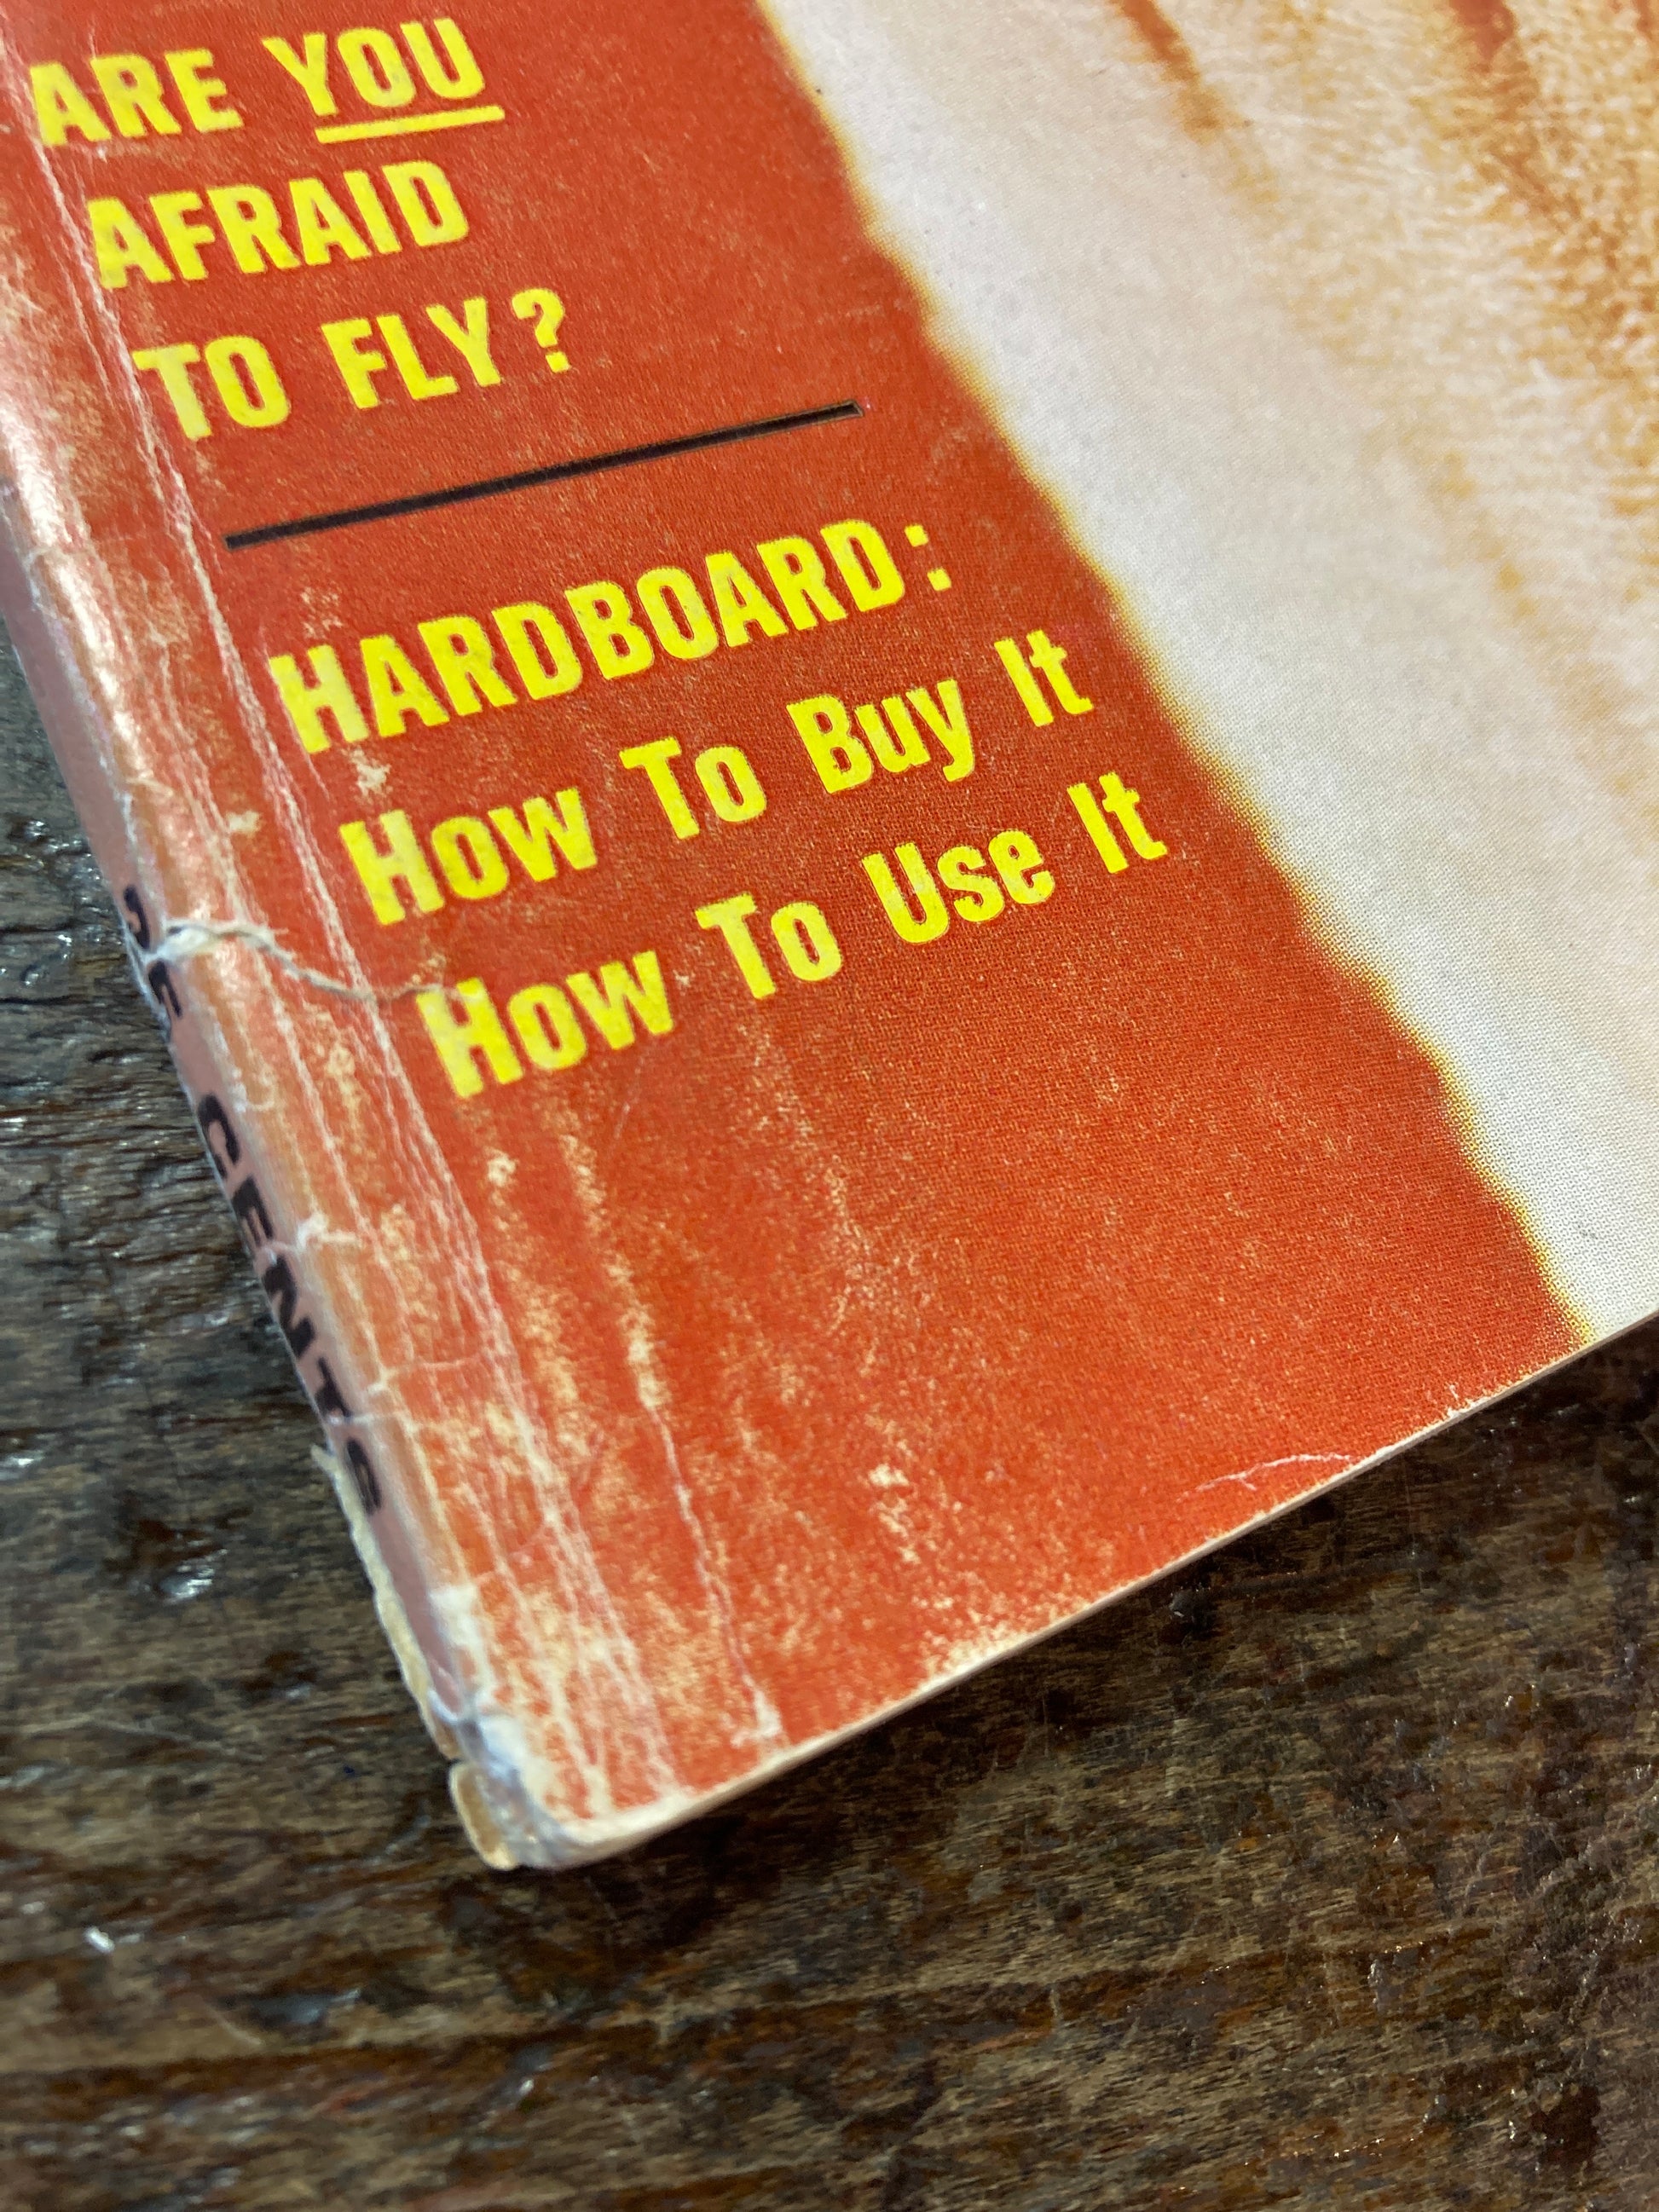 ARE YOU
AFRAID
TO FLY?
HARDBOARD:
How To Buy It
How To Use It
CENTS